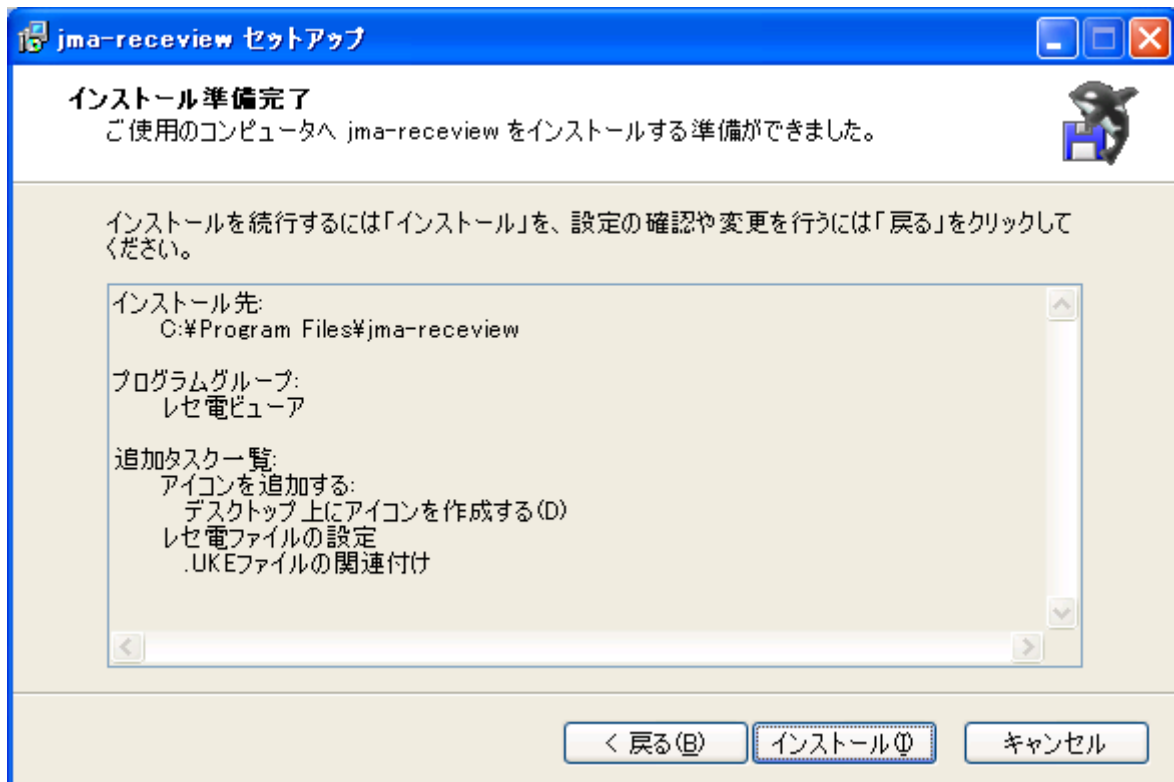 jma-receview セットアップ
インストール準備完了
ご使用のコンピュータへ jma-receview をインストールする準備ができました。
インストールを続行するには「インストール」を、設定の確認や変更を行うには「戻る」をクリックして
ください。
インストール先:
C:¥Program Files¥jma-receview
プログラムグループ:
レセ電ビューア
追加タスク一覧:
アイコンを追加する:
デスクトップ上にアイコンを作成する(D)
レセ電ファイルの設定
.UKEファイルの関連付け
< 戻る(B)
インストール(I)
キャンセル